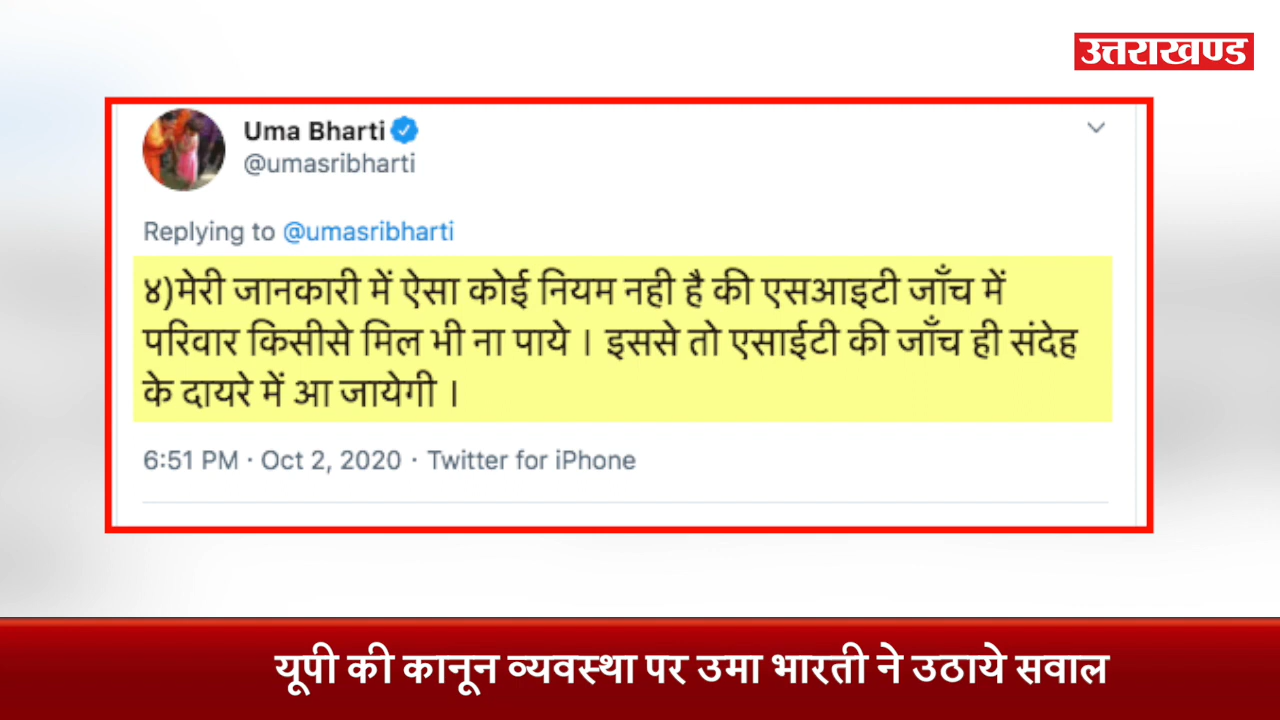 उत्तराखण्ड
Uma Bharti
@umasribharti
Replying to @umasribharti
४)मेरी जानकारी में ऐसा कोई नियम नही है की एसआइटी जाँच में
परिवार किसीसे मिल भी ना पाये । इससे तो एसाईटी की जाँच ही संदेह
के दायरे में आ जायेगी ।
6:51 PM · Oct 2, 2020 · Twitter for iPhone
यूपी की कानून व्यवस्था पर उमा भारती ने उठाये सवाल